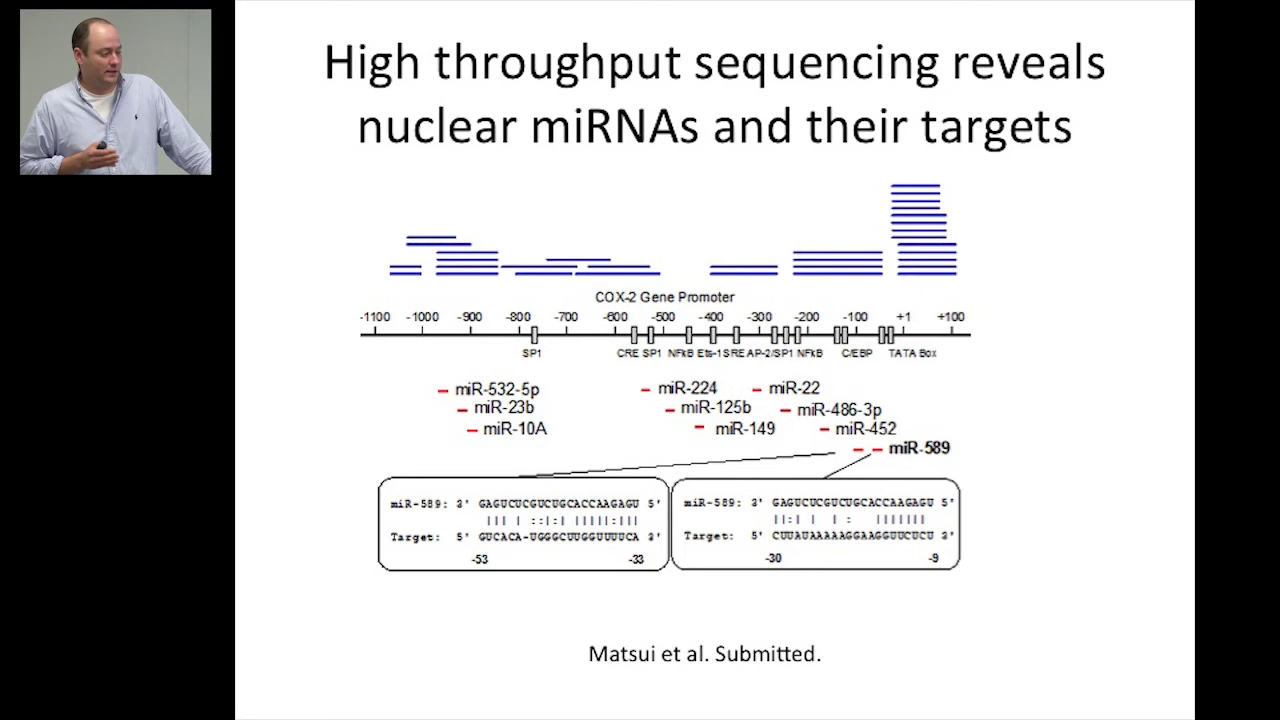 High throughput sequencing reveals
nuclear miRNAs and their targets
COX-2 Gene Promoter
-1100 -1000 -900 -800 -700 -600 -500 -400 -300 -200 -100 +1 +100
SP1 CRE SP1 NFkB Ets-1 SRE AP-2/SP1 NFkB C/EBP TATA Box
miR-532-5p miR-224 miR-22
miR-23b miR-125b miR-486-3p
miR-10A miR-149 miR-452
miR-589
miR-589: 3' GAGUCUCGUCUGCACCAAGAGU 5'
Target: 5' GUCACA-UGGGCUUGGUUUUCA 3'
-53 -33
miR-589: 3' GAGUCUCGUCUGCACCAAGAGU 5'
Target: 5' CUUAUAAAAAGGAAGGUUCUCU 3'
-30 -9
Matsui et al. Submitted.